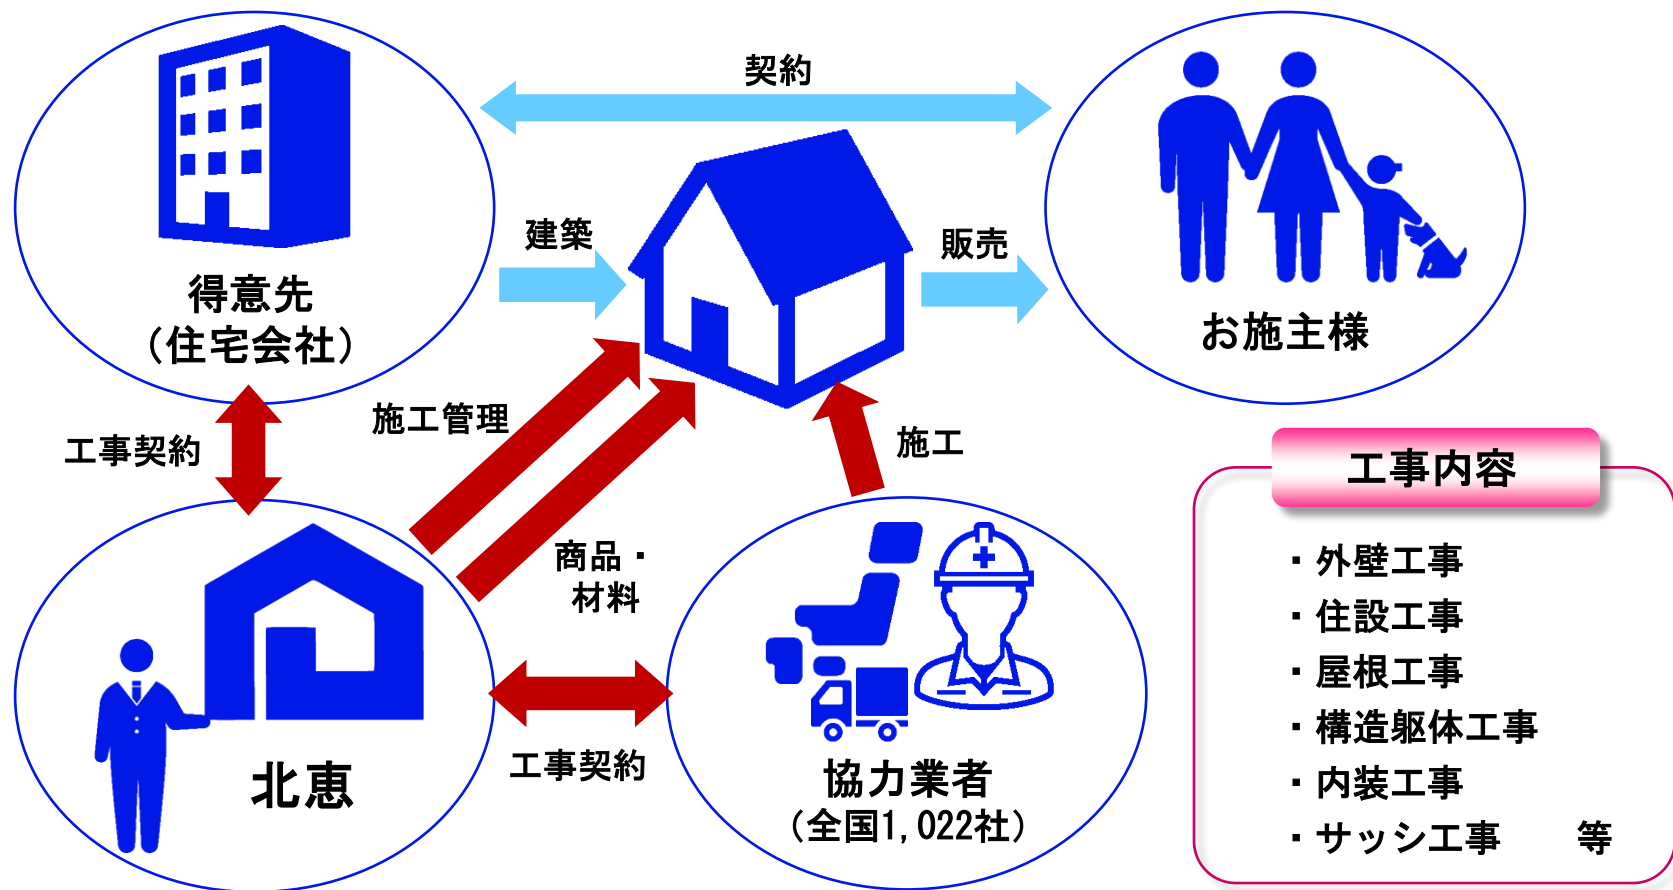 契約
建築
販売
得意先
(住宅会社)
お施主様
施工管理
工事契約
施工
商品・
材料
北恵
工事契約
協力業者
(全国1,022社)
工事内容
・外壁工事
・住設工事
・屋根工事
・構造躯体工事
・内装工事
・サッシ工事　等